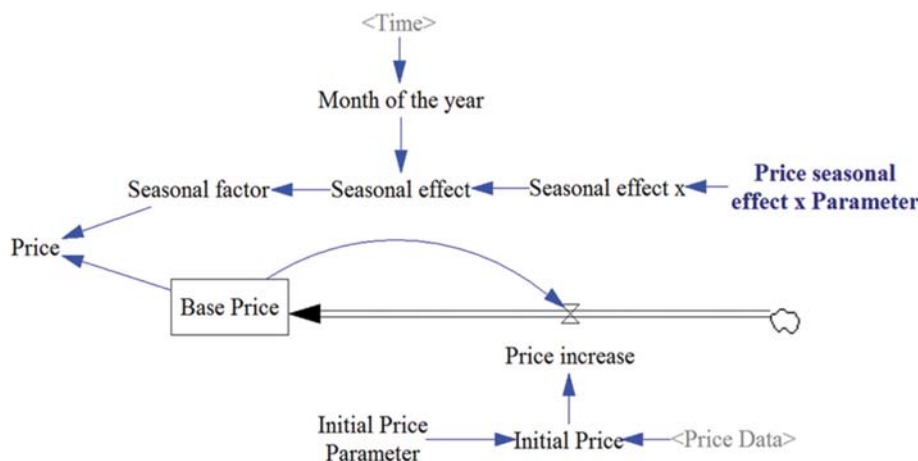 <Time>
Month of the year
Seasonal factor
Seasonal effect
Seasonal effect x
Price seasonal
effect x Parameter
Price
Base Price
Price increase
Initial Price
Parameter
Initial Price
<Price Data>